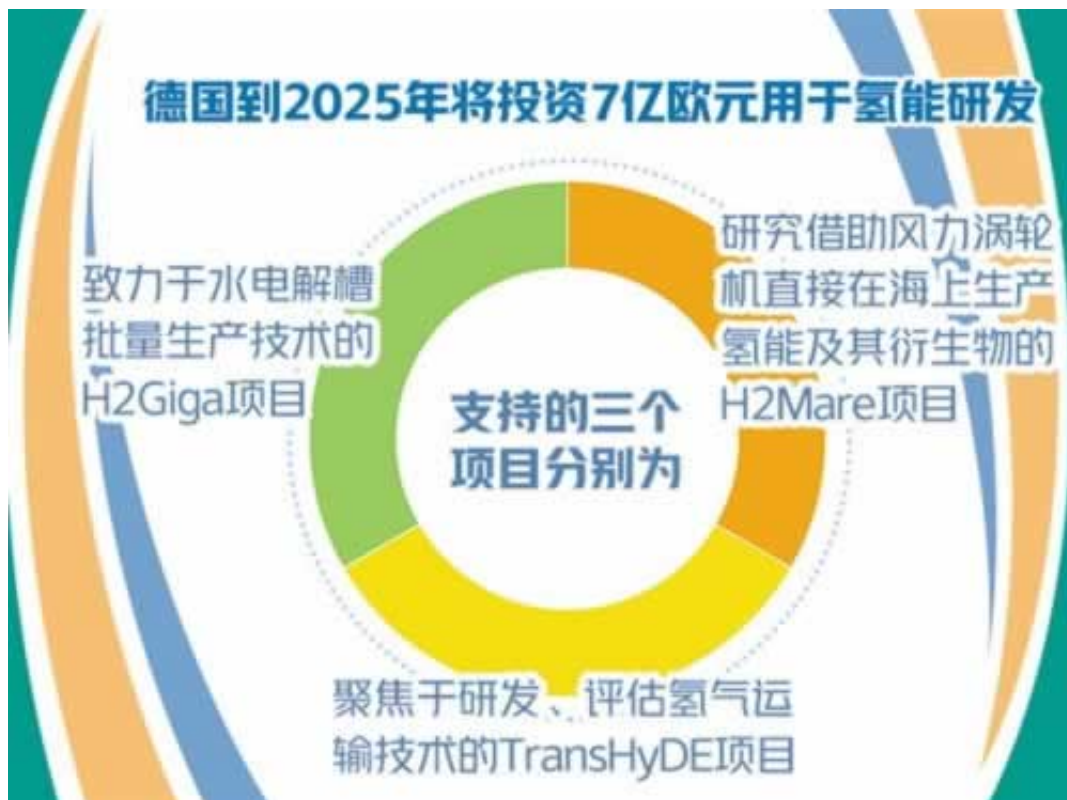 德国到2025年将投资7亿欧元用于氢能研发
致力于水电解槽
批量生产技术的
H2Giga项目
研究借助风力涡轮
机直接在海上生产
氢能及其衍生物的
H2Mare项目
支持的三个
项目分别为
聚焦于研发、评估氢气运
输技术的TransHyDE项目